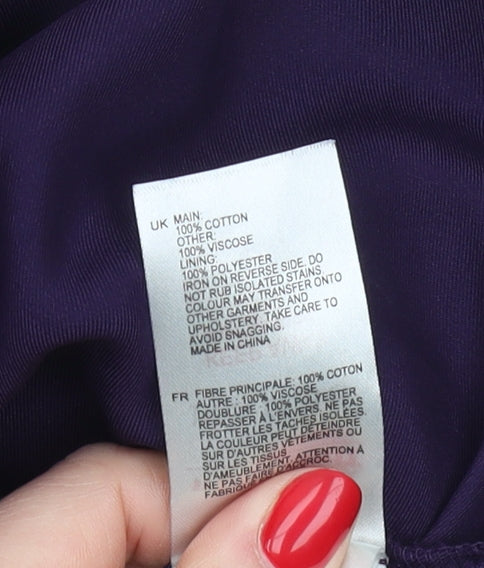 UK MAIN:
100% COTTON
OTHER:
100% VISCOSE
LINING:
100% POLYESTER
IRON ON REVERSE SIDE. DO
NOT RUB ISOLATED STAINS.
COLOUR MAY TRANSFER ONTO
OTHER GARMENTS AND
UPHOLSTERY. TAKE CARE TO
AVOID SNAGGING.
MADE IN CHINA
FR FIBRE PRINCIPALE: 100% COTON
AUTRE : 100% VISCOSE
DOUBLURE : 100% POLYESTER
REPASSER À L'ENVERS. NE PAS
FROTTER LES TACHES ISOLÉES.
LA COULEUR PEUT DÉTEINDRE
SUR D'AUTRES VÊTEMENTS OU
SUR LES TISSUS
D'AMEUBLEMENT. ATTENTION À
NE PAS FAIRE D'ACCROC.